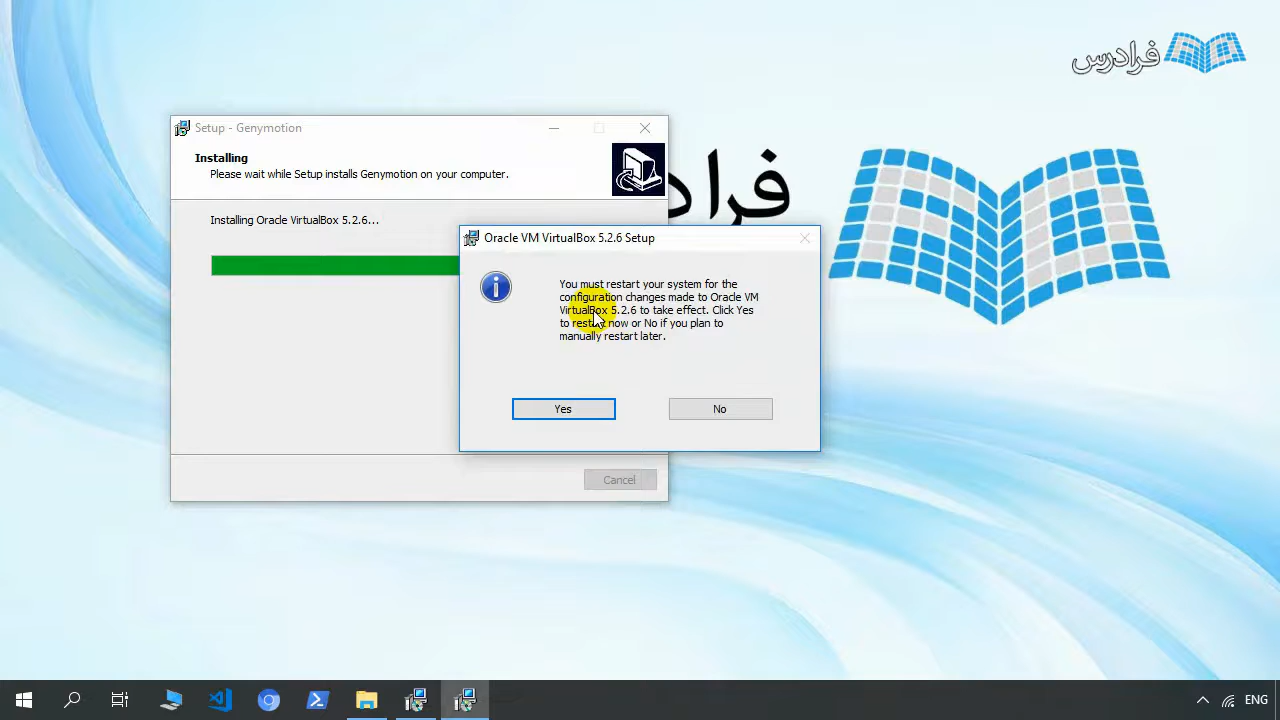 فرادرس
Setup - Genymotion
Installing
Please wait while Setup installs Genymotion on your computer.
Installing Oracle VirtualBox 5.2.6...
Oracle VM VirtualBox 5.2.6 Setup
You must restart your system for the
configuration changes made to Oracle VM
VirtualBox 5.2.6 to take effect. Click Yes
to restart now or No if you plan to
manually restart later.
Yes
No
Cancel
ENG